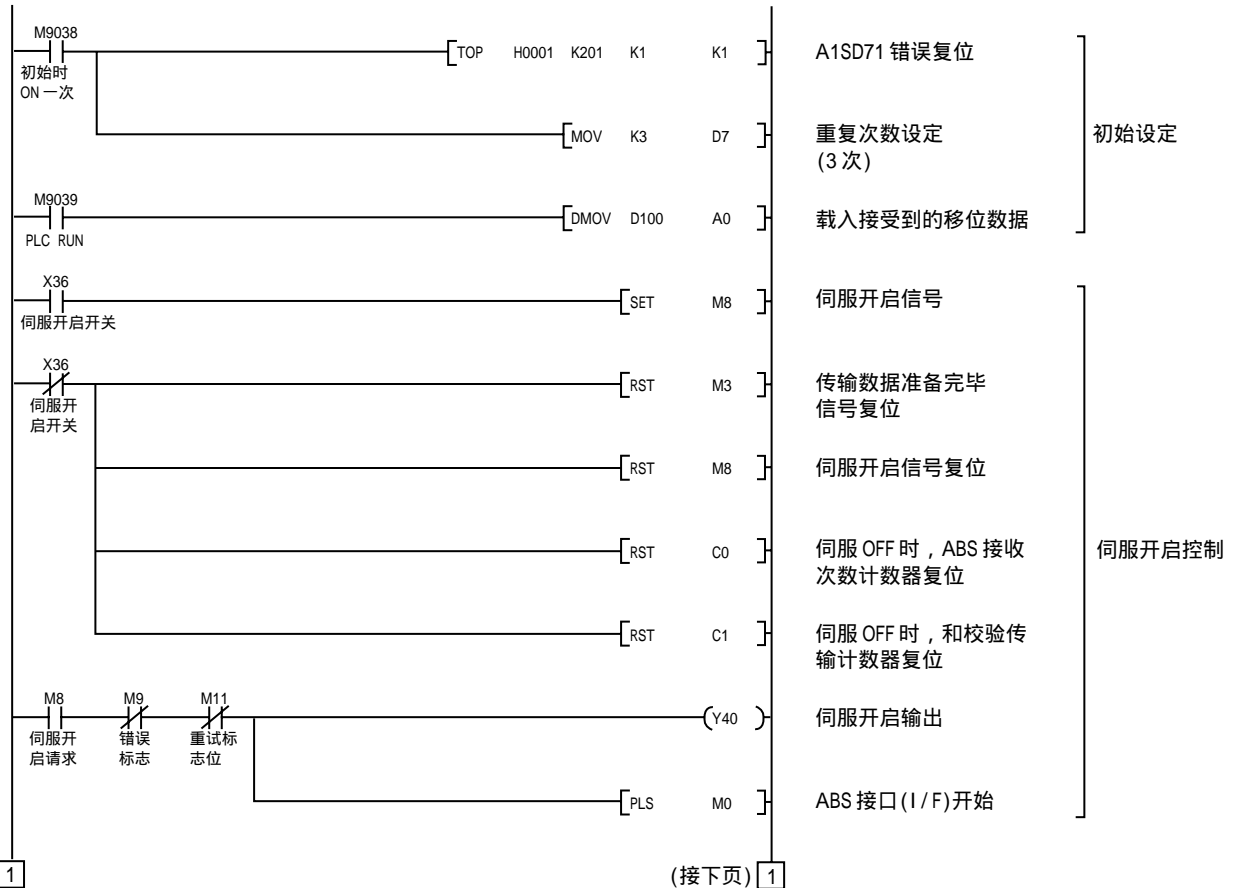 M9038
初始时
ON 一次
TOP H0001 K201 K1 K1
A1SD71 错误复位
MOV K3 D7
重复次数设定
(3 次)
初始设定
M9039
PLC RUN
DMOV D100 A0
载入接受到的移位数据
X36
伺服开启开关
SET M8
伺服开启信号
X36
伺服开
启开关
RST M3
传输数据准备完毕
信号复位
RST M8
伺服开启信号复位
RST C0
伺服 OFF 时，ABS 接收
次数计数器复位
伺服开启控制
RST C1
伺服 OFF 时，和校验传
输计数器复位
M8
伺服开
启请求
M9
错误
标志
M11
重试标
志位
Y40
伺服开启输出
PLS M0
ABS 接口(I/F)开始
1
(接下页) 1